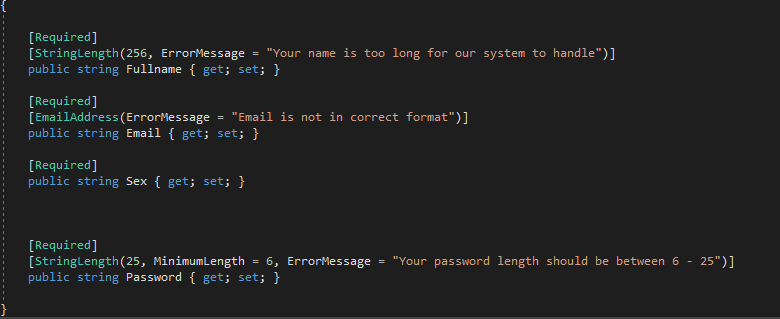 {
[Required]
[StringLength(256, ErrorMessage = "Your name is too long for our system to handle")]
public string Fullname { get; set; }
[Required]
[EmailAddress(ErrorMessage = "Email is not in correct format")]
public string Email { get; set; }
[Required]
public string Sex { get; set; }
[Required]
[StringLength(25, MinimumLength = 6, ErrorMessage = "Your password length should be between 6 - 25")]
public string Password { get; set; }
}